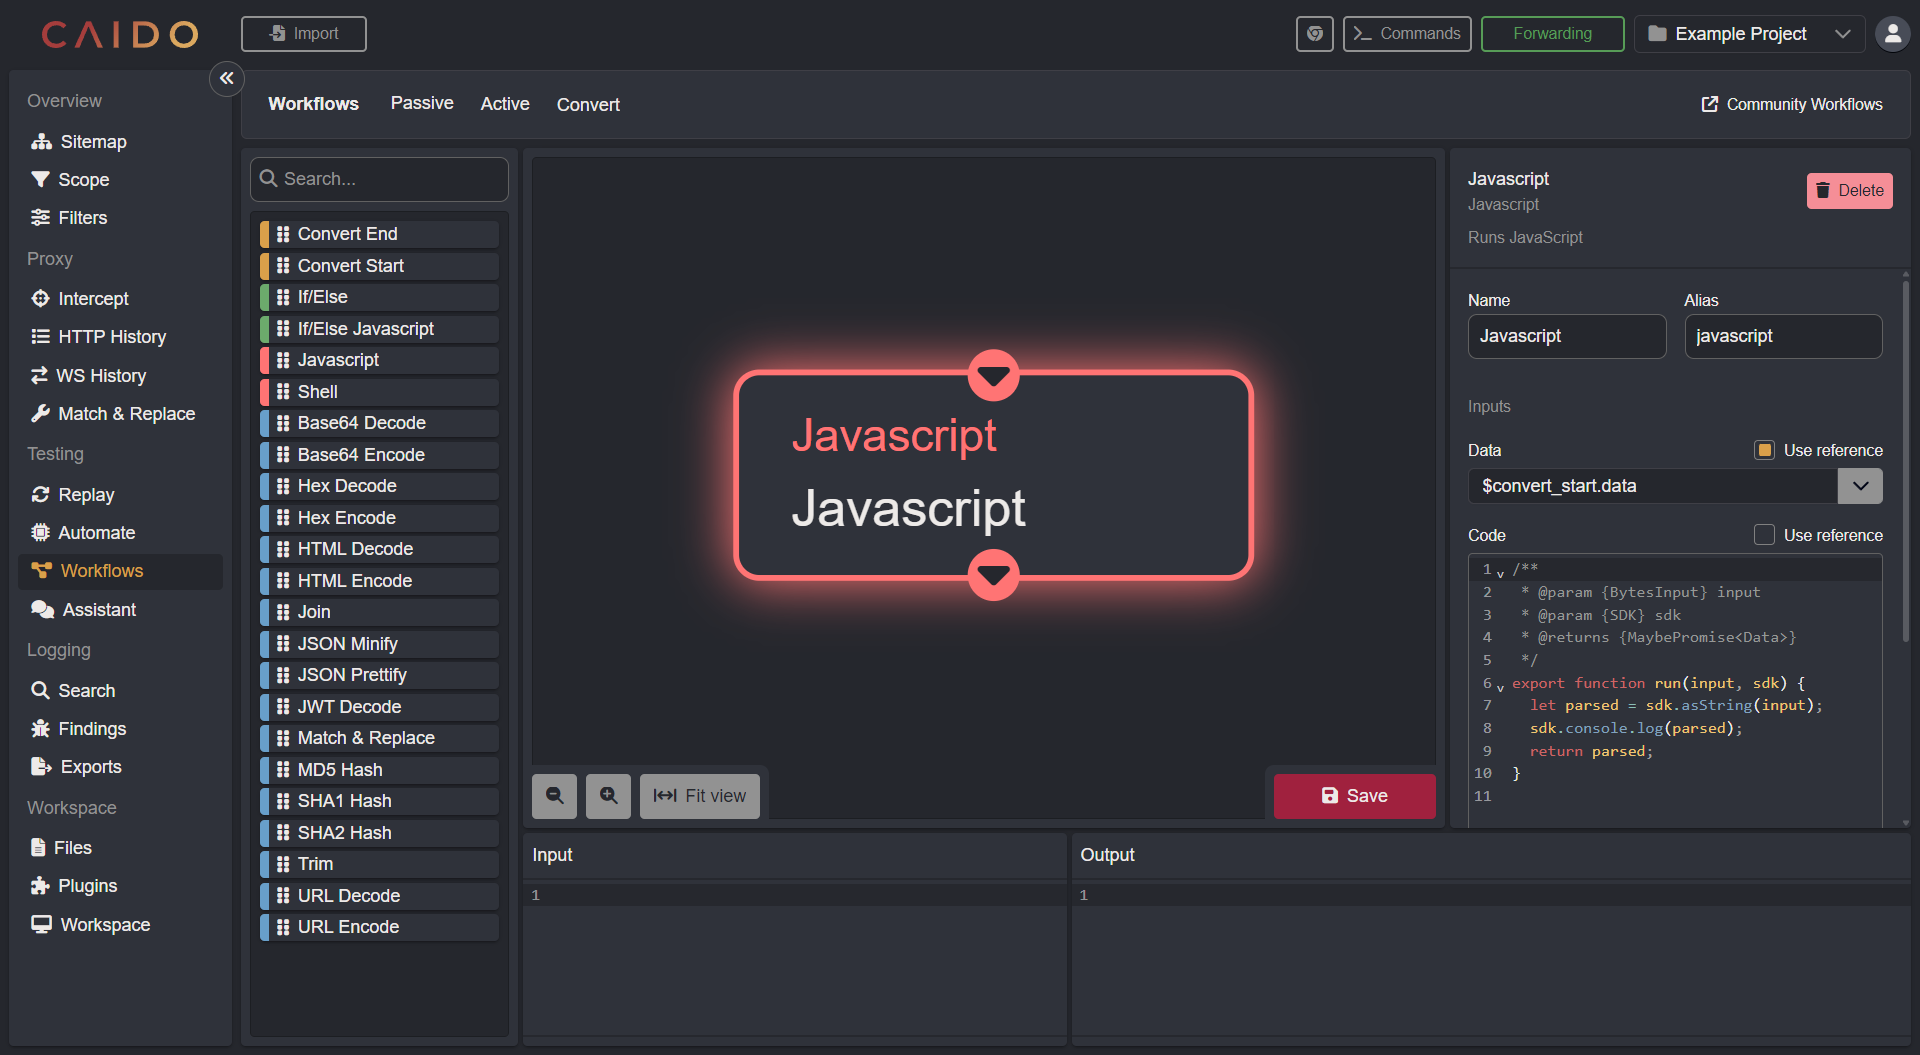 CAIDO
Import
Commands
Forwarding
Example Project
Overview
Sitemap
Scope
Filters
Proxy
Intercept
HTTP History
WS History
Match & Replace
Testing
Replay
Automate
Workflows
Assistant
Logging
Search
Findings
Exports
Workspace
Files
Plugins
Workspace
Workflows Passive Active Convert
Community Workflows
Search...
Convert End
Convert Start
If/Else
If/Else Javascript
Javascript
Shell
Base64 Decode
Base64 Encode
Hex Decode
Hex Encode
HTML Decode
HTML Encode
Join
JSON Minify
JSON Prettify
JWT Decode
Match & Replace
MD5 Hash
SHA1 Hash
SHA2 Hash
Trim
URL Decode
URL Encode
Javascript
Javascript
Fit view
Save
Javascript
Javascript
Runs JavaScript
Delete
Name Alias
Javascript javascript
Inputs
Data Use reference
$convert_start.data
Code Use reference
1 /**
2 * @param {BytesInput} input
3 * @param {SDK} sdk
4 * @returns {MaybePromise<Data>}
5 */
6 export function run(input, sdk) {
7 let parsed = sdk.asString(input);
8 sdk.console.log(parsed);
9 return parsed;
10 }
11
Input
1
Output
1